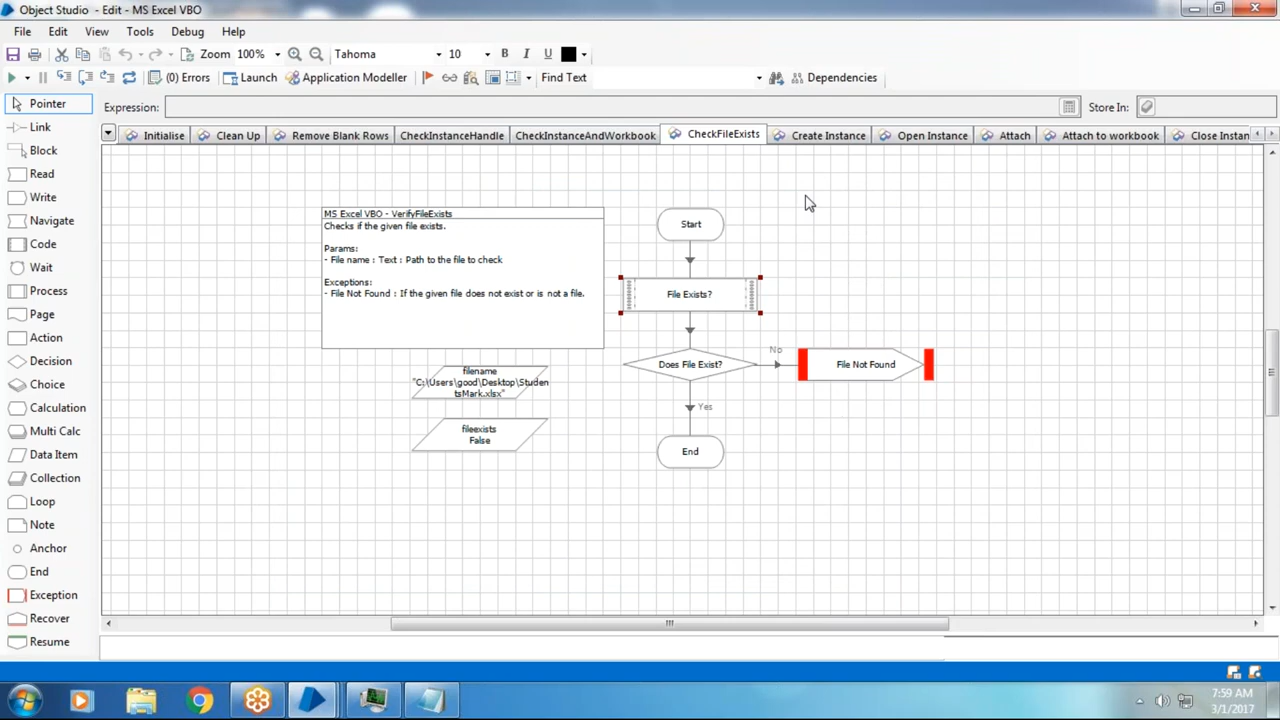 Object Studio - Edit - MS Excel VBO
File Edit View Tools Debug Help
Zoom 100% Tahoma 10 B I U
(0) Errors Launch Application Modeller Find Text Dependencies
Pointer
Expression: Store In:
Link
Initialise Clean Up Remove Blank Rows CheckInstanceHandle CheckInstanceAndWorkbook CheckFileExists Create Instance Open Instance Attach Attach to workbook Close Instan
Block
Read
Write
Navigate
Code
Wait
Process
Page
Action
Decision
Choice
Calculation
Multi Calc
Data Item
Collection
Loop
Note
Anchor
End
Exception
Recover
Resume
MS Excel VBO - VerifyFileExists
Checks if the given file exists.
Params:
- File name : Text : Path to the file to check
Exceptions:
- File Not Found : If the given file does not exist or is not a file.
filename
"C:\Users\good\Desktop\Studen
tsMark.xlsx"
fileexists
False
Start
File Exists?
Does File Exist?
No
File Not Found
Yes
End
7:59 AM
3/1/2017